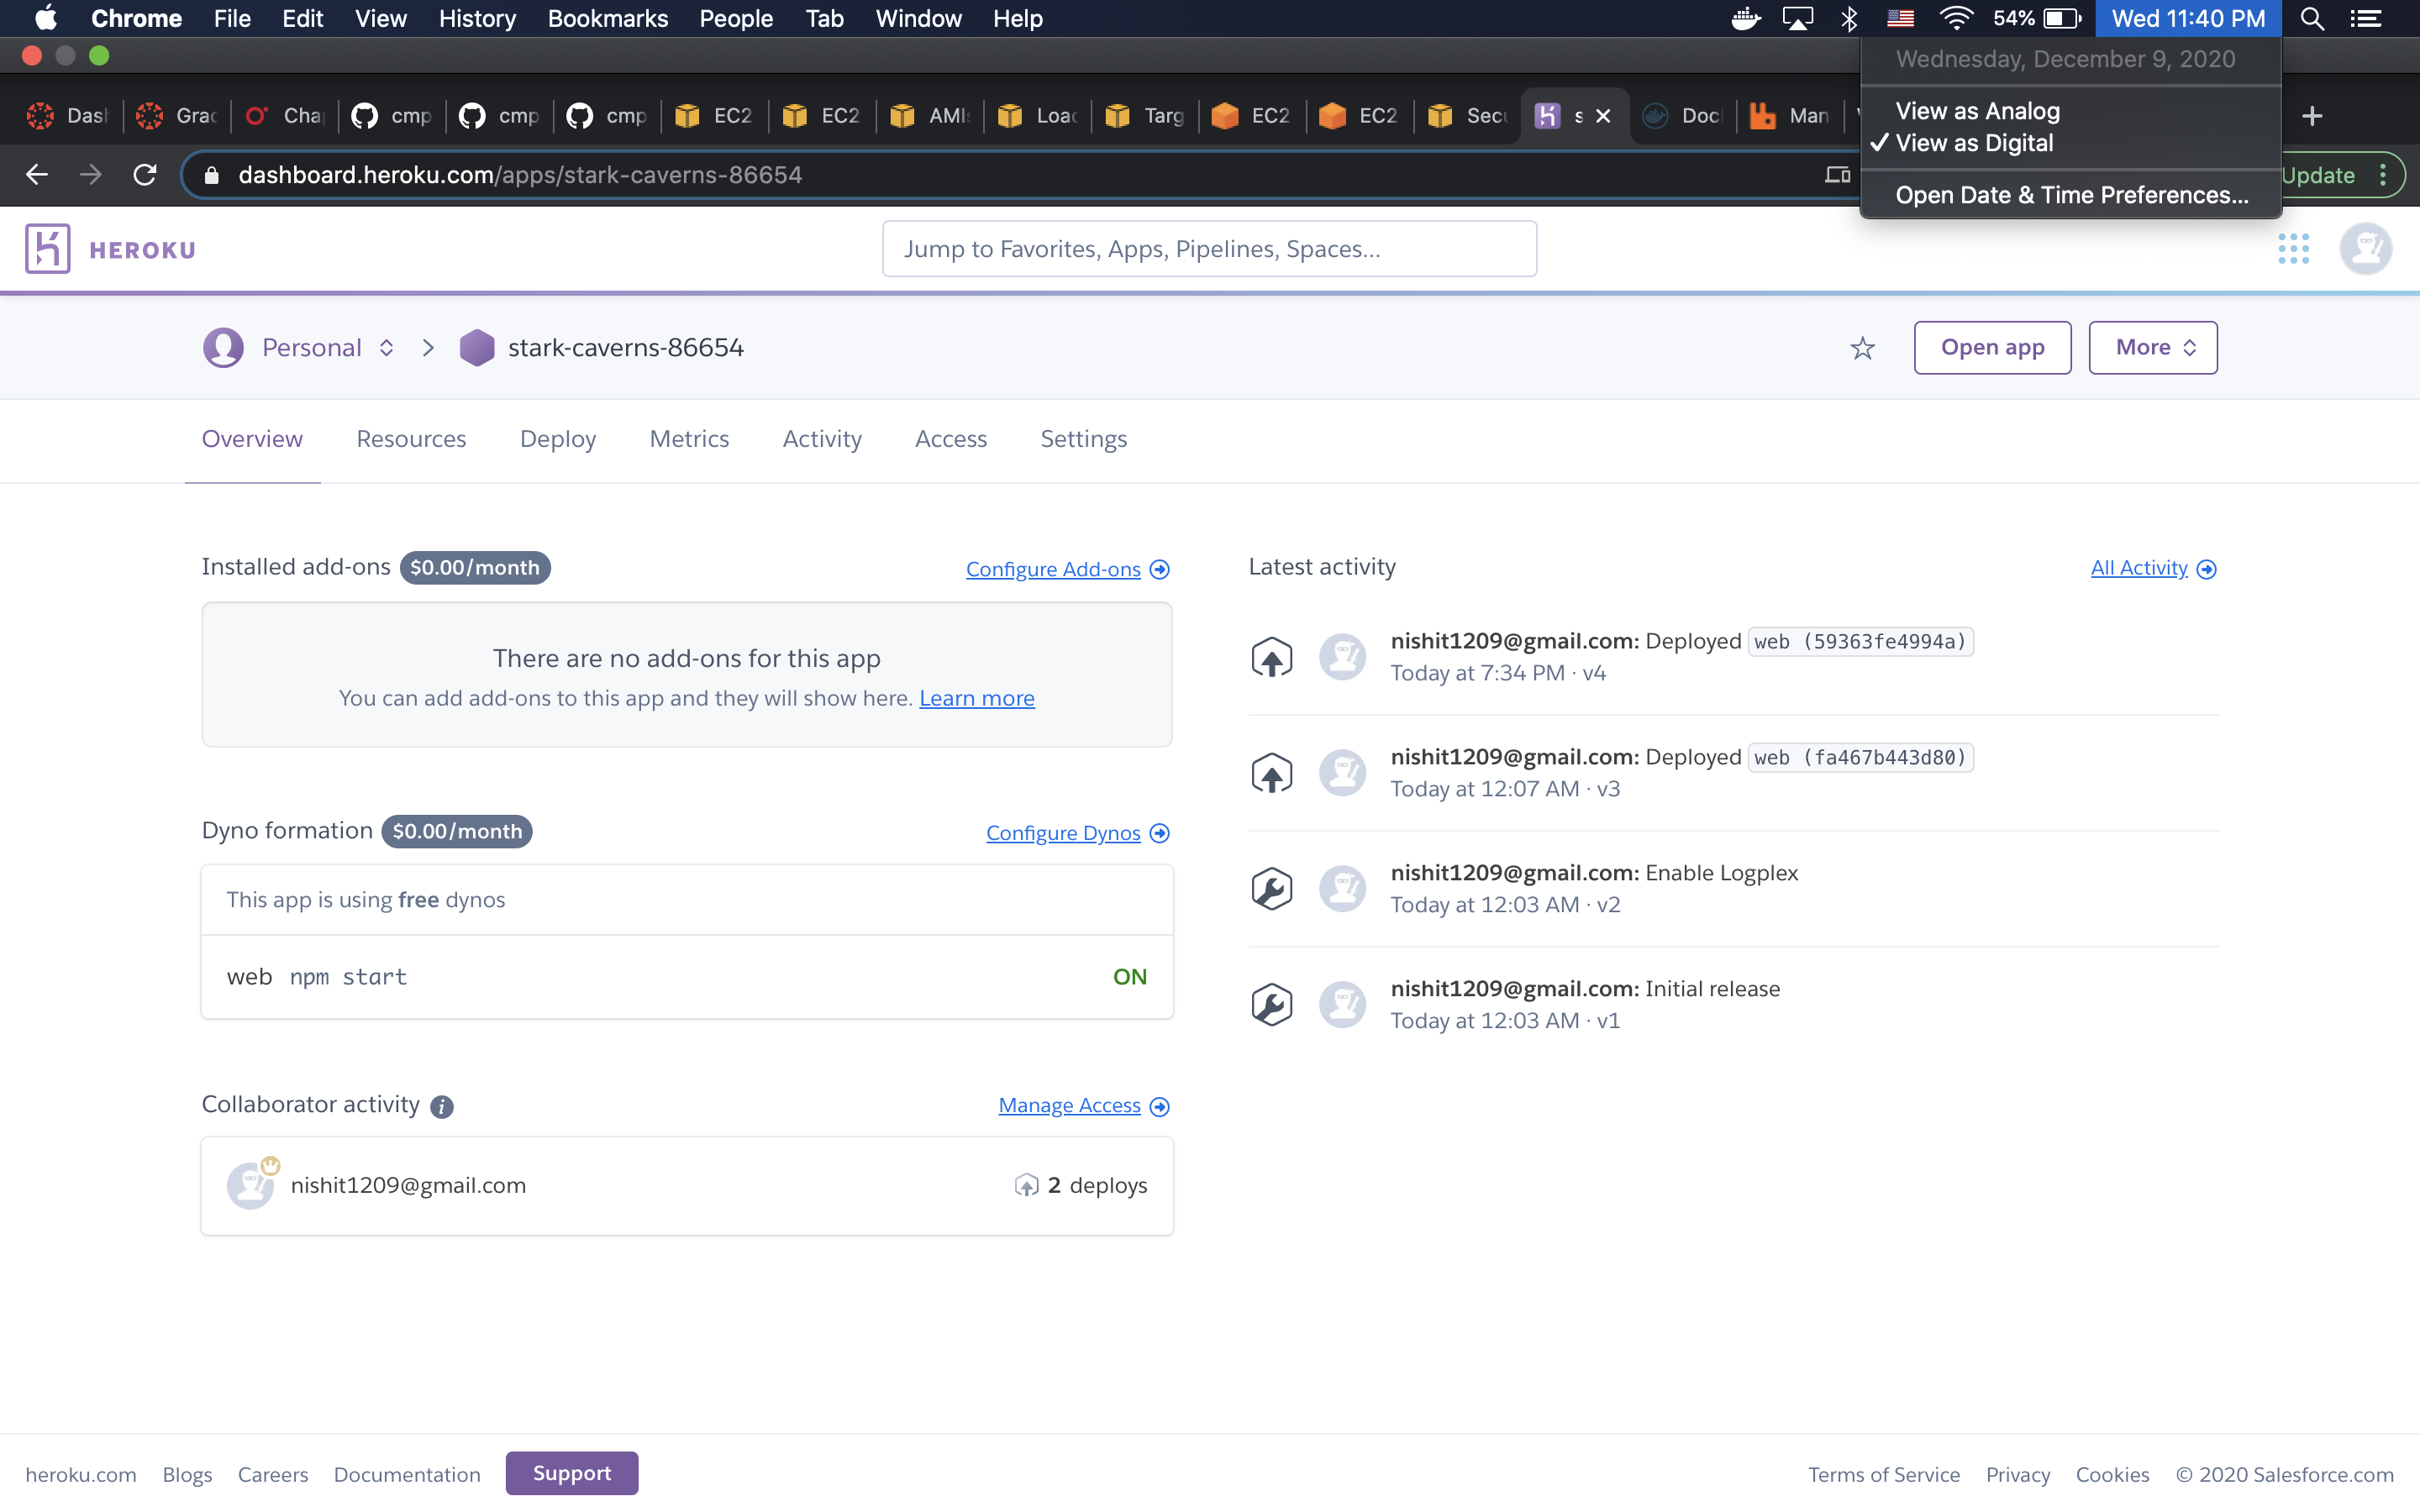 Chrome File Edit View History Bookmarks People Tab Window Help 54% Wed 11:40 PM
Wednesday, December 9, 2020
View as Analog
✓ View as Digital
Open Date & Time Preferences...
Das Grac Cha cmp cmp cmp EC2 EC2 AMI Load Targ EC2 EC2 Secu s Doc Man
dashboard.heroku.com/apps/stark-caverns-86654 Update
HEROKU
Jump to Favorites, Apps, Pipelines, Spaces...
Personal stark-caverns-86654 Open app More
Overview Resources Deploy Metrics Activity Access Settings
Installed add-ons $0.00/month Configure Add-ons
There are no add-ons for this app
You can add add-ons to this app and they will show here. Learn more
Dyno formation $0.00/month Configure Dynos
This app is using free dynos
web npm start ON
Collaborator activity Manage Access
nishit1209@gmail.com 2 deploys
Latest activity All Activity
nishit1209@gmail.com: Deployed web (59363fe4994a)
Today at 7:34 PM · v4
nishit1209@gmail.com: Deployed web (fa467b443d80)
Today at 12:07 AM · v3
nishit1209@gmail.com: Enable Logplex
Today at 12:03 AM · v2
nishit1209@gmail.com: Initial release
Today at 12:03 AM · v1
heroku.com Blogs Careers Documentation Support Terms of Service Privacy Cookies © 2020 Salesforce.com